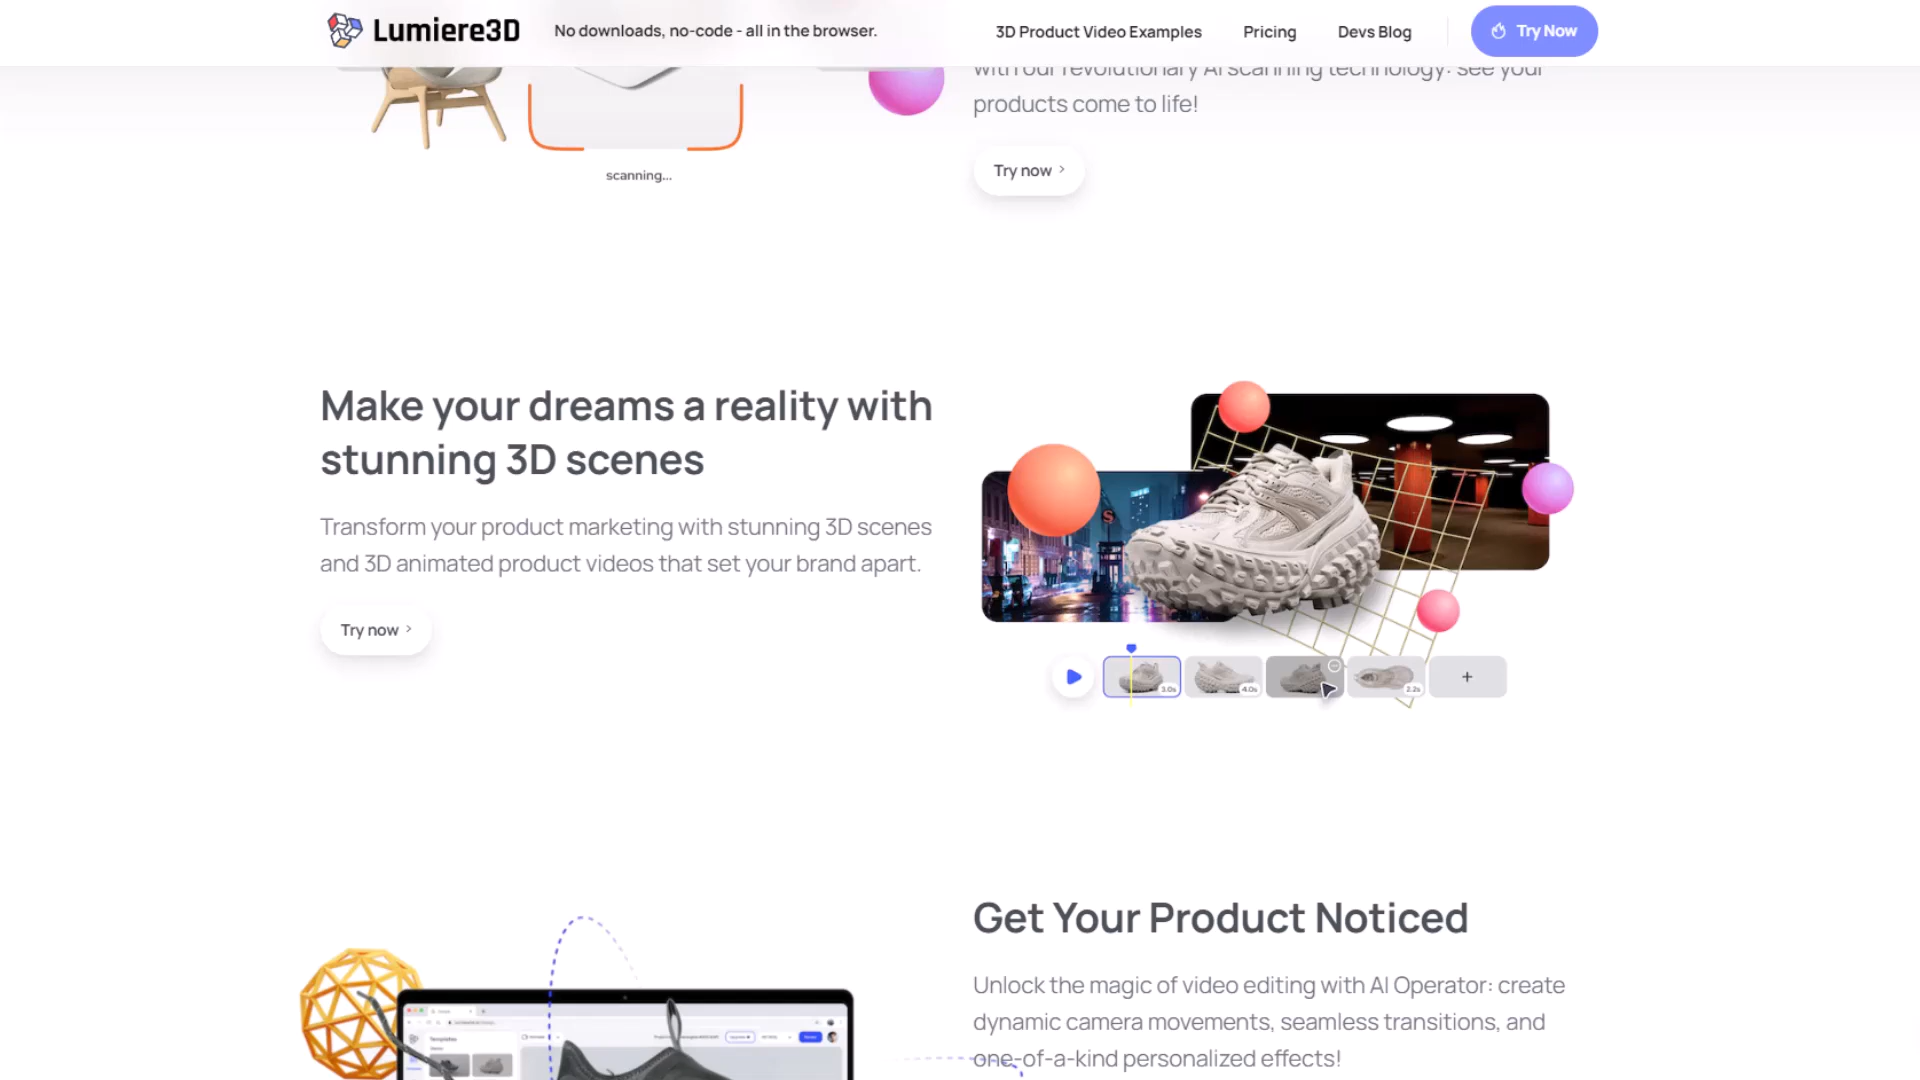 Lumiere3D
No downloads, no-code - all in the browser.
3D Product Video Examples
Pricing
Devs Blog
Try Now
with our revolutionary AI scanning technology: see your
products come to life!
Try now
scanning...
Make your dreams a reality with
stunning 3D scenes
Transform your product marketing with stunning 3D scenes
and 3D animated product videos that set your brand apart.
Try now
S
3.0s
4.0s
2.2s
+
Get Your Product Noticed
Unlock the magic of video editing with AI Operator: create
dynamic camera movements, seamless transitions, and
one-of-a-kind personalized effects!
Templates